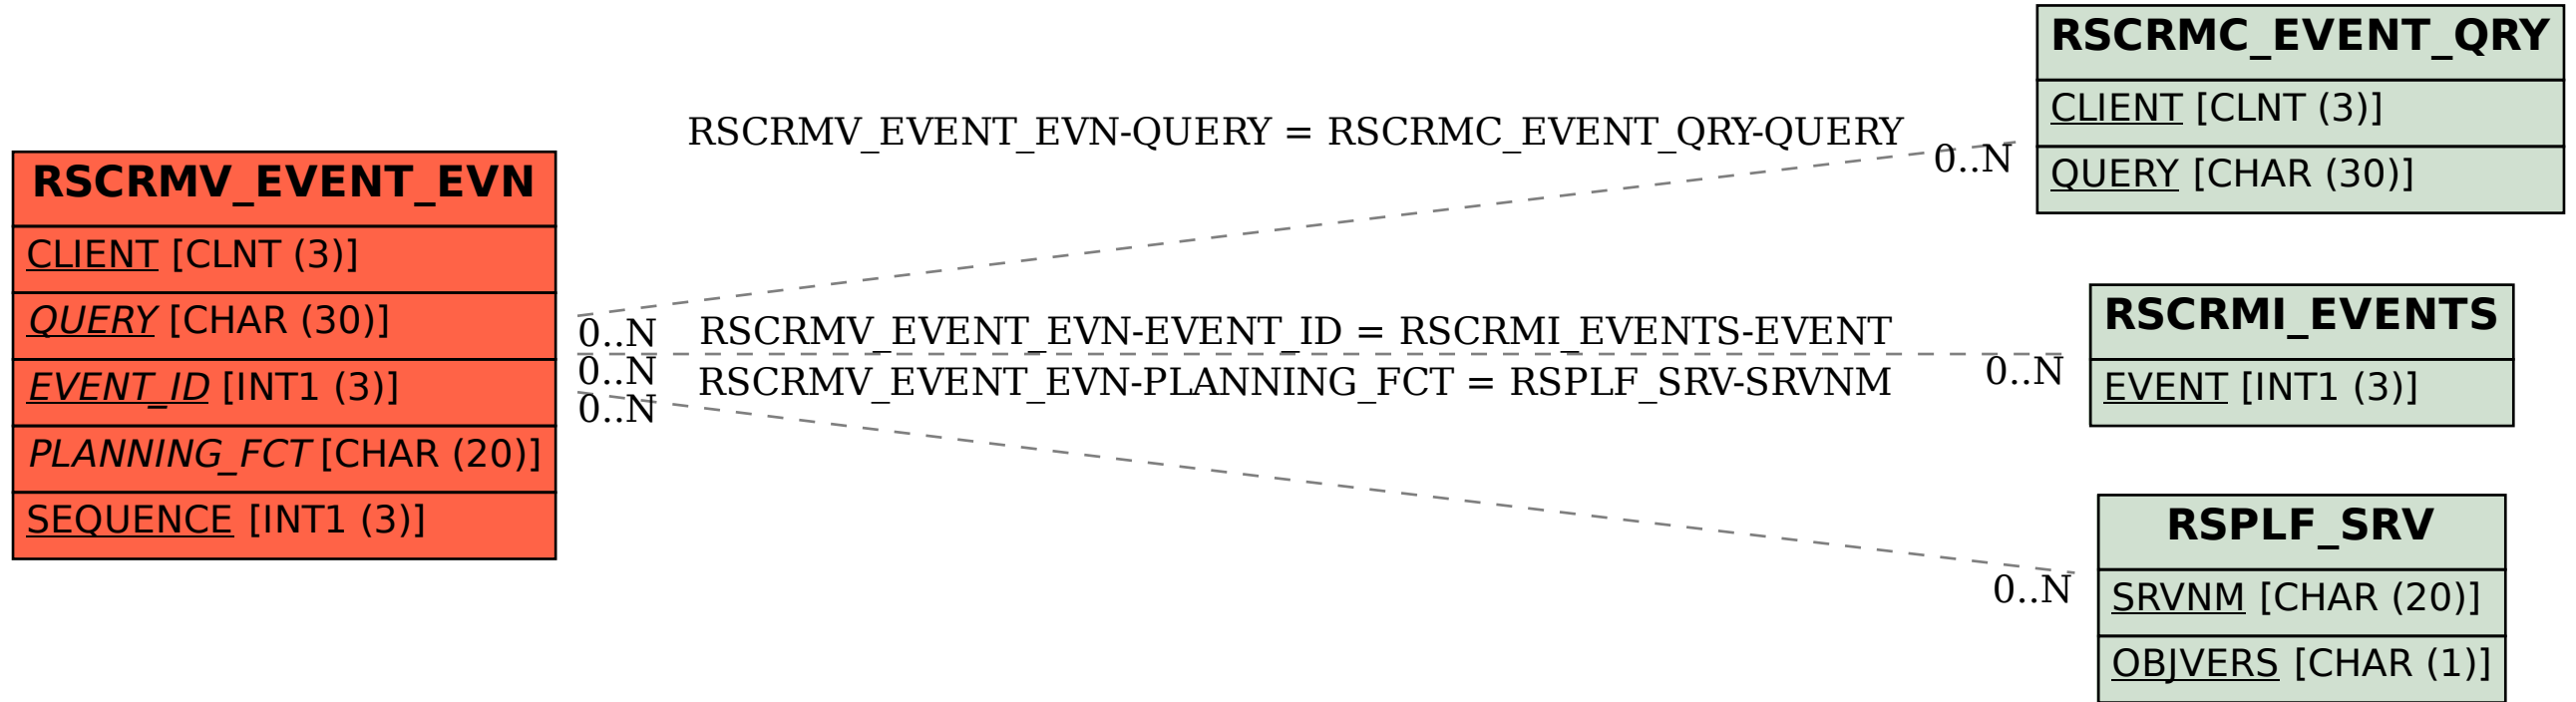 RSCRMV_EVENT_EVN
CLIENT [CLNT (3)]
QUERY [CHAR (30)]
EVENT_ID [INT1 (3)]
PLANNING_FCT [CHAR (20)]
SEQUENCE [INT1 (3)]
RSCRMV_EVENT_EVN-QUERY = RSCRMC_EVENT_QRY-QUERY
0..N
0..N
RSCRMV_EVENT_EVN-EVENT_ID = RSCRMI_EVENTS-EVENT
0..N
0..N
RSCRMV_EVENT_EVN-PLANNING_FCT = RSPLF_SRV-SRVNM
0..N
0..N
RSCRMC_EVENT_QRY
CLIENT [CLNT (3)]
QUERY [CHAR (30)]
RSCRMI_EVENTS
EVENT [INT1 (3)]
RSPLF_SRV
SRVNM [CHAR (20)]
OBJVERS [CHAR (1)]